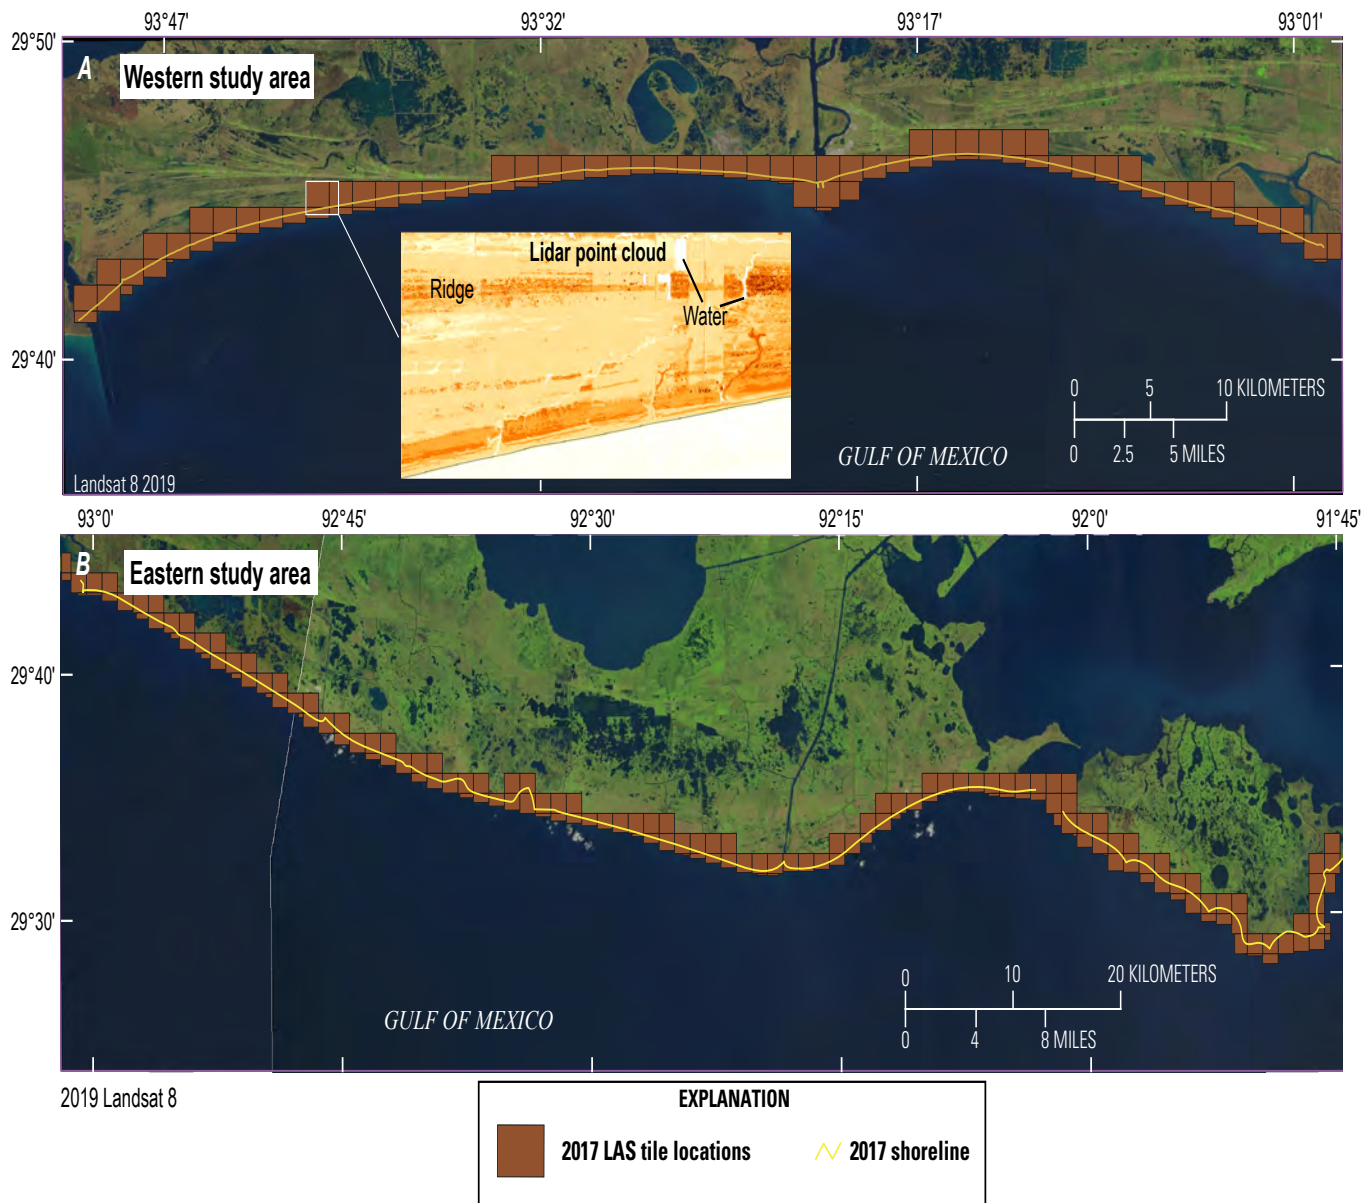 93°47' 93°32' 93°17' 93°01'
29°50'
A Western study area
Lidar point cloud
Ridge
Water
29°40'
0 5 10 KILOMETERS
0 2.5 5 MILES
GULF OF MEXICO
Landsat 8 2019
93°0' 92°45' 92°30' 92°15' 92°0' 91°45'
B Eastern study area
29°40'
29°30'
0 10 20 KILOMETERS
0 4 8 MILES
GULF OF MEXICO
2019 Landsat 8
EXPLANATION
2017 LAS tile locations 2017 shoreline